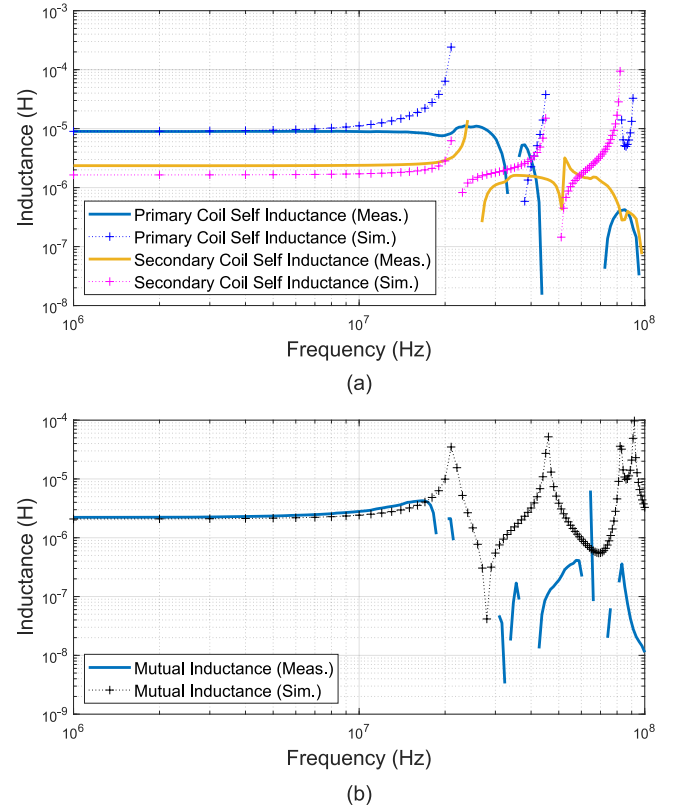 10^-3
10^-4
10^-5
10^-6
10^-7
10^-8
Inductance (H)
Primary Coil Self Inductance (Meas.)
Primary Coil Self Inductance (Sim.)
Secondary Coil Self Inductance (Meas.)
Secondary Coil Self Inductance (Sim.)
10^6 10^7 10^8
Frequency (Hz)
(a)
10^-4
10^-5
10^-6
10^-7
10^-8
10^-9
Inductance (H)
Mutual Inductance (Meas.)
Mutual Inductance (Sim.)
10^6 10^7 10^8
Frequency (Hz)
(b)